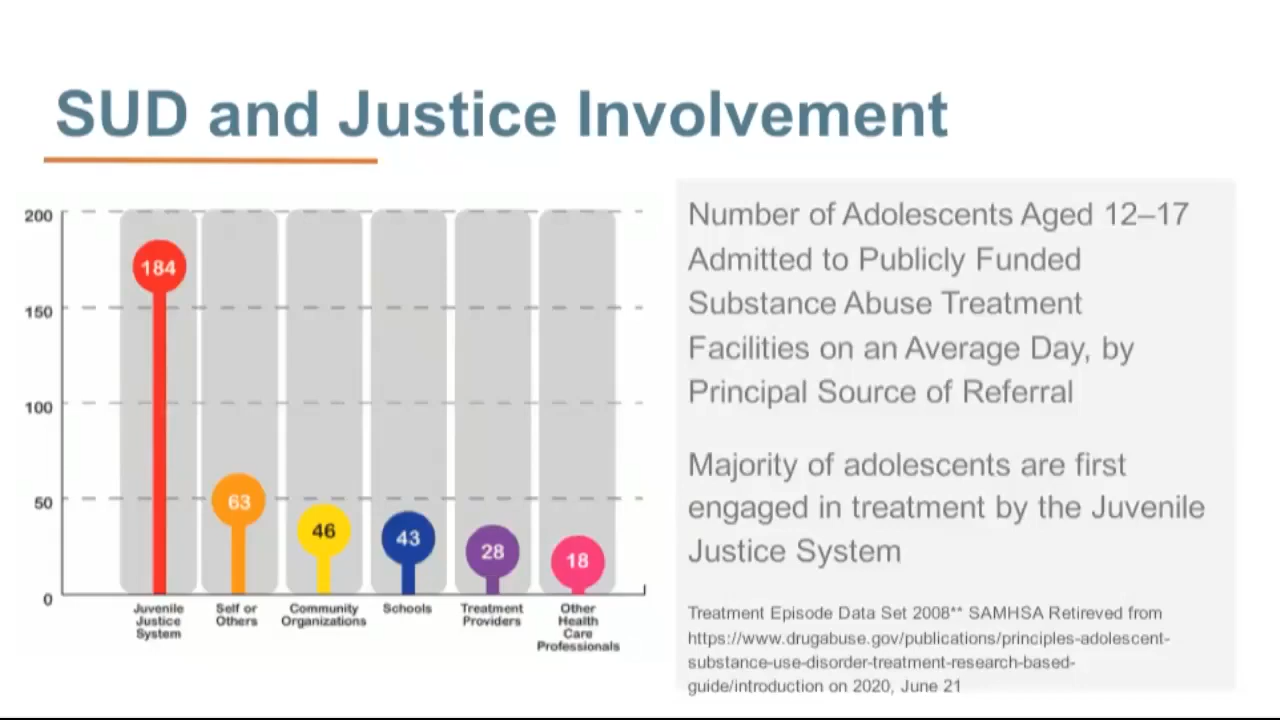 SUD and Justice Involvement
200
150
100
50
0
184
63
46
43
28
18
Juvenile
Justice
System
Self or
Others
Community
Organizations
Schools
Treatment
Providers
Other
Health
Care
Professionals
Number of Adolescents Aged 12–17
Admitted to Publicly Funded
Substance Abuse Treatment
Facilities on an Average Day, by
Principal Source of Referral
Majority of adolescents are first
engaged in treatment by the Juvenile
Justice System
Treatment Episode Data Set 2008** SAMHSA Retireved from
https://www.drugabuse.gov/publications/principles-adolescent-
substance-use-disorder-treatment-research-based-
guide/introduction on 2020, June 21